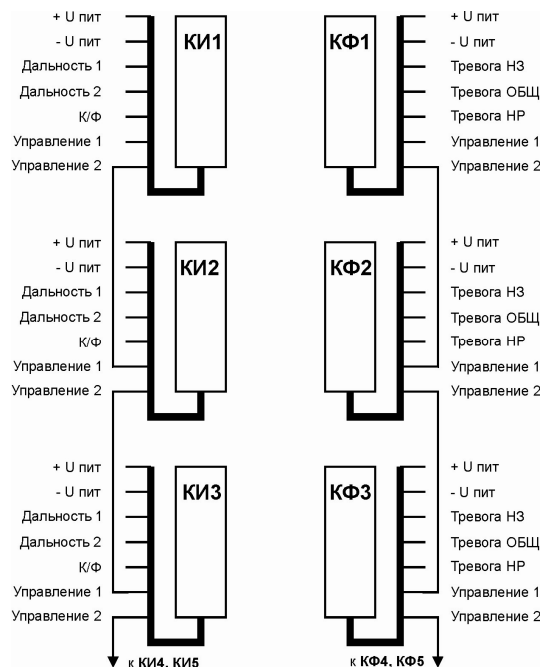 + U пит
- U пит
Дальность 1
Дальность 2
К/Ф
Управление 1
Управление 2
КИ1
КФ1
+ U пит
- U пит
Тревога НЗ
Тревога ОБЩ
Тревога НР
Управление 1
Управление 2
+ U пит
- U пит
Дальность 1
Дальность 2
К/Ф
Управление 1
Управление 2
КИ2
КФ2
+ U пит
- U пит
Тревога НЗ
Тревога ОБЩ
Тревога НР
Управление 1
Управление 2
+ U пит
- U пит
Дальность 1
Дальность 2
К/Ф
Управление 1
Управление 2
КИ3
КФ3
+ U пит
- U пит
Тревога НЗ
Тревога ОБЩ
Тревога НР
Управление 1
Управление 2
к КИ4, КИ5
к КФ4, КФ5